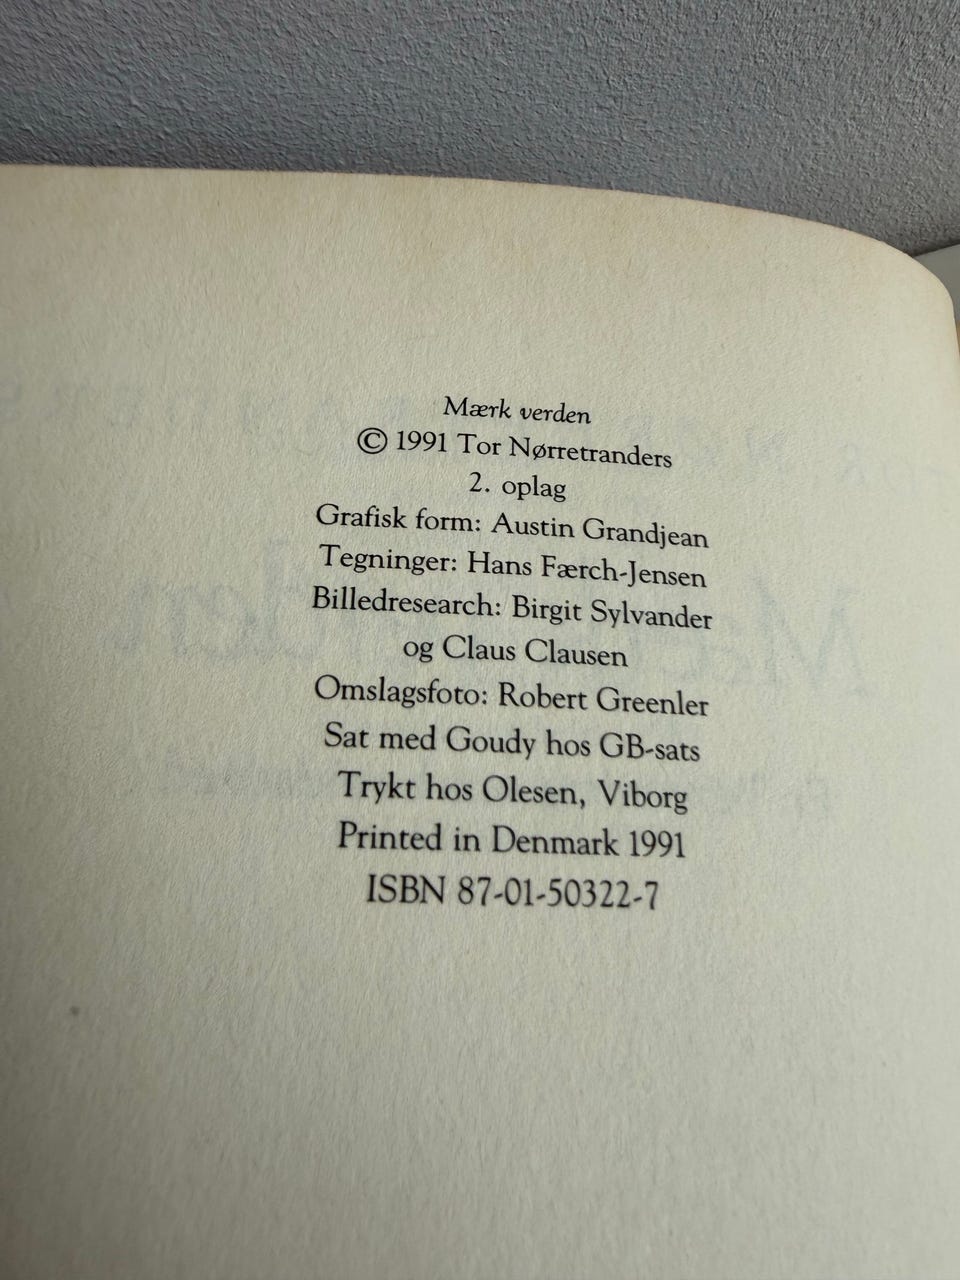 Mærk verden
© 1991 Tor Nørretranders
2. oplag
Grafisk form: Austin Grandjean
Tegninger: Hans Færch-Jensen
Billedresearch: Birgit Sylvander
og Claus Clausen
Omslagsfoto: Robert Greenler
Sat med Goudy hos GB-sats
Trykt hos Olesen, Viborg
Printed in Denmark 1991
ISBN 87-01-50322-7